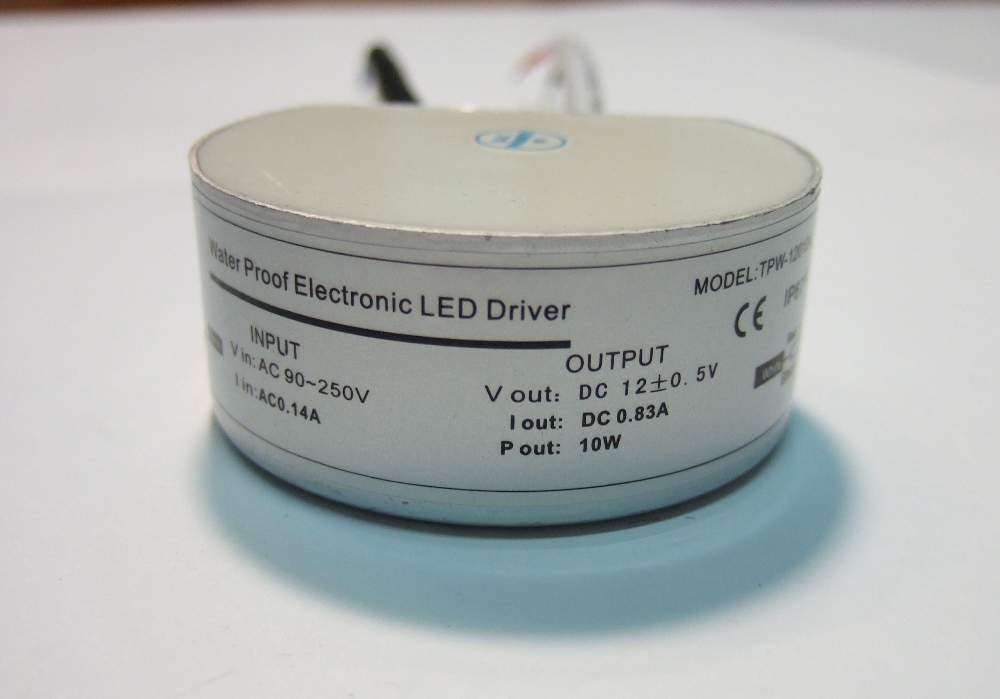 Water Proof Electronic LED Driver
INPUT
V in: AC 90~250V
I in:AC0.14A
OUTPUT
V out: DC 12±0.5V
I out: DC 0.83A
P out: 10W
MODEL:
CE